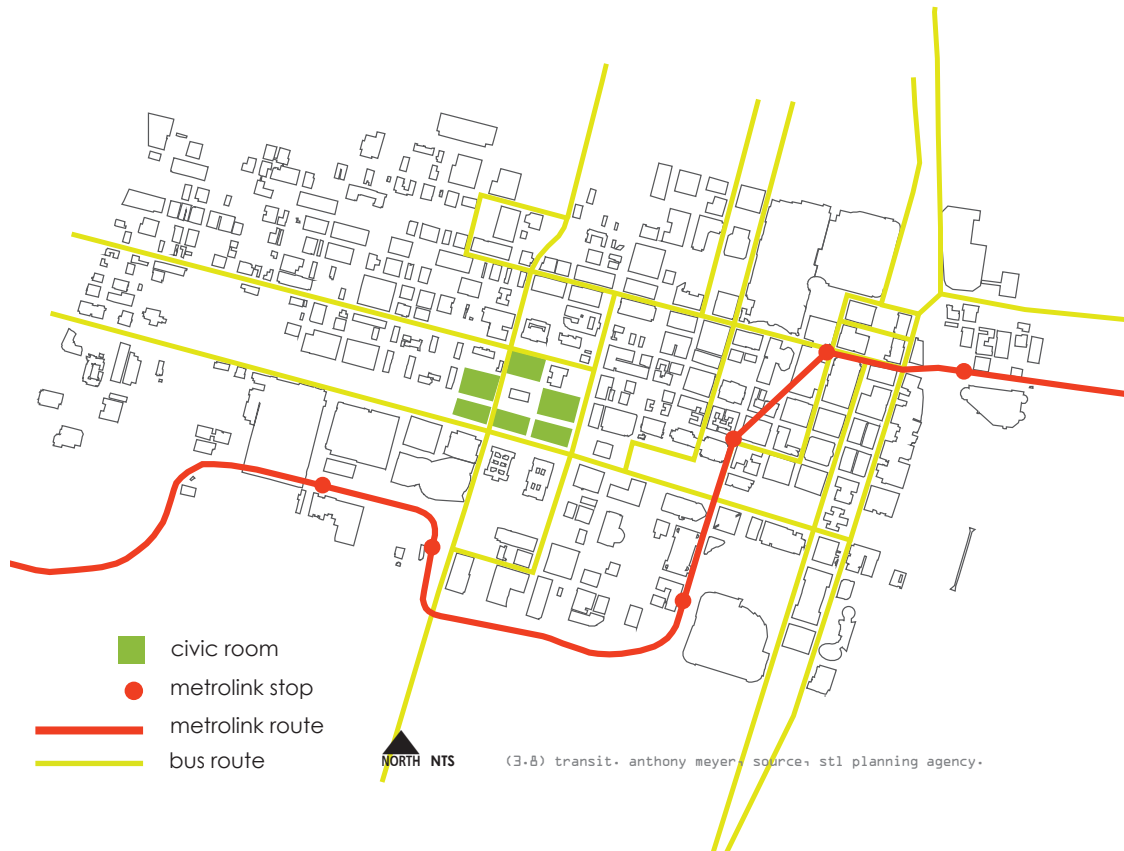 civic room
metrolink stop
metrolink route
bus route
NORTH NTS
(3.8) transit. anthony meyer, source, stl planning agency.